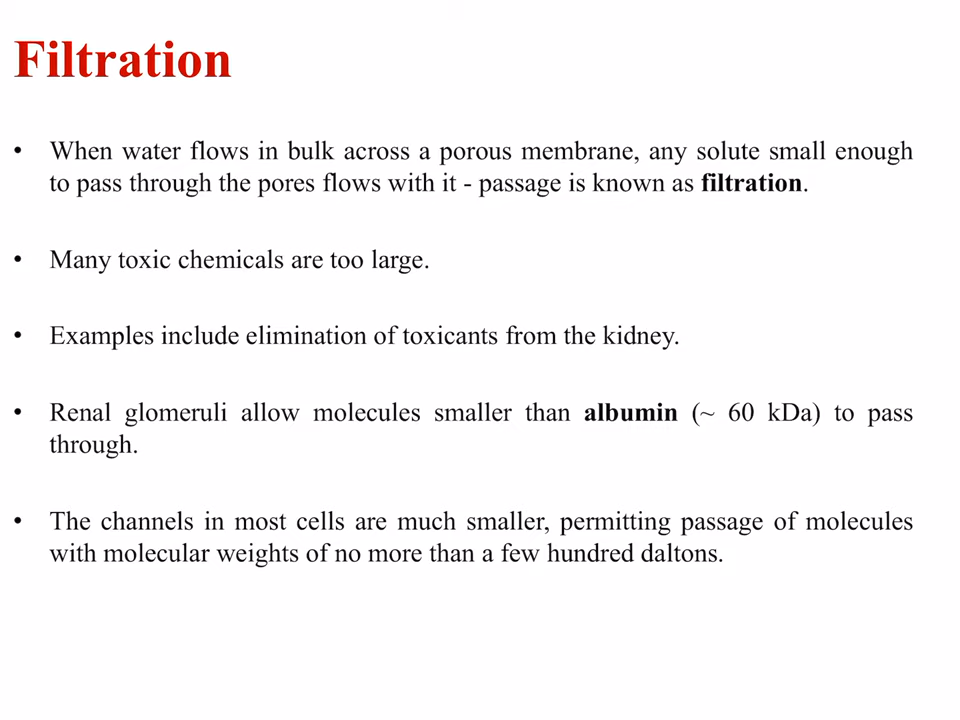 Filtration
• When water flows in bulk across a porous membrane, any solute small enough
to pass through the pores flows with it - passage is known as filtration.
• Many toxic chemicals are too large.
• Examples include elimination of toxicants from the kidney.
• Renal glomeruli allow molecules smaller than albumin (~ 60 kDa) to pass
through.
• The channels in most cells are much smaller, permitting passage of molecules
with molecular weights of no more than a few hundred daltons.